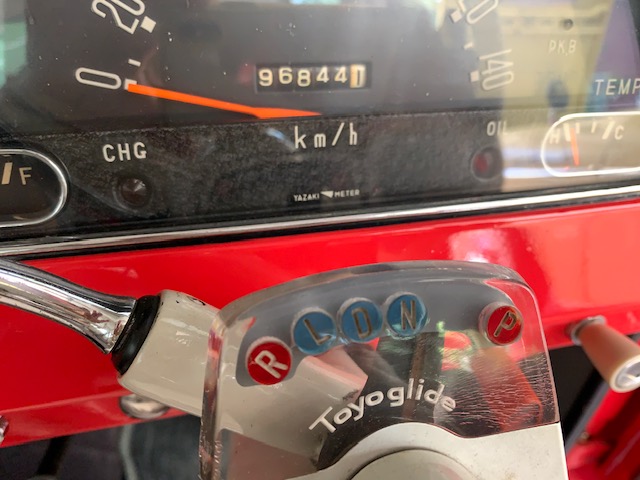 20
0
968441
140
PKB
TEMP
km/h
CHG
OIL
H
C
F
YAZAKI METER
R L D N P
Toyoglide